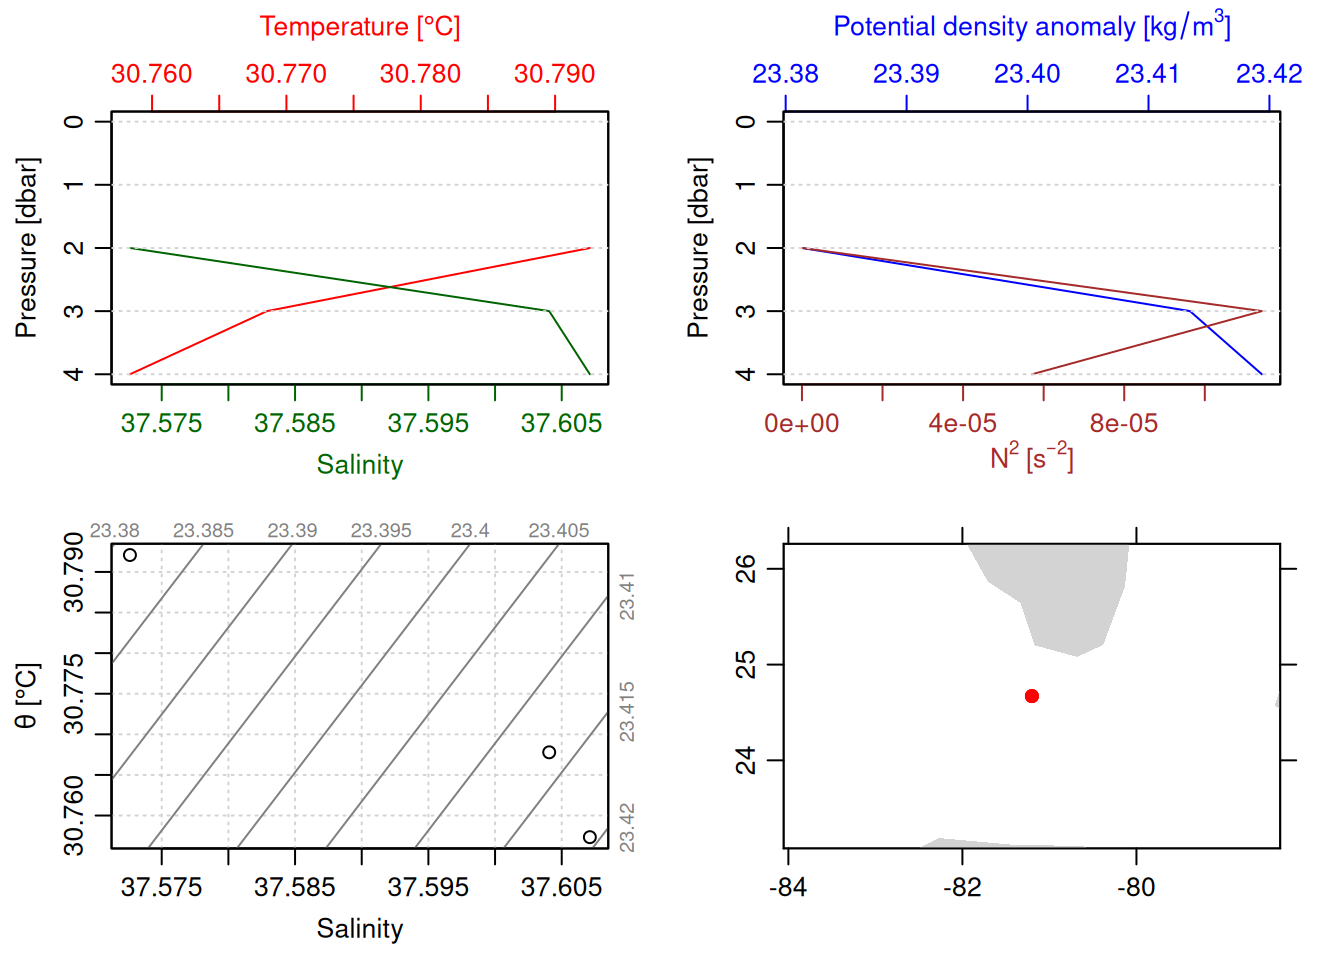 Temperature [°C]
30.760 30.770 30.780 30.790
Pressure [dbar]
0
1
2
3
4
37.575 37.585 37.595 37.605
Salinity
Potential density anomaly [kg/m³]
23.38 23.39 23.40 23.41 23.42
Pressure [dbar]
0
1
2
3
4
0e+00 4e-05 8e-05
N² [s⁻²]
23.38 23.385 23.39 23.395 23.4 23.405
θ [°C]
30.790
30.775
30.760
23.41
23.415
23.42
37.575 37.585 37.595 37.605
Salinity
26
25
24
-84 -82 -80